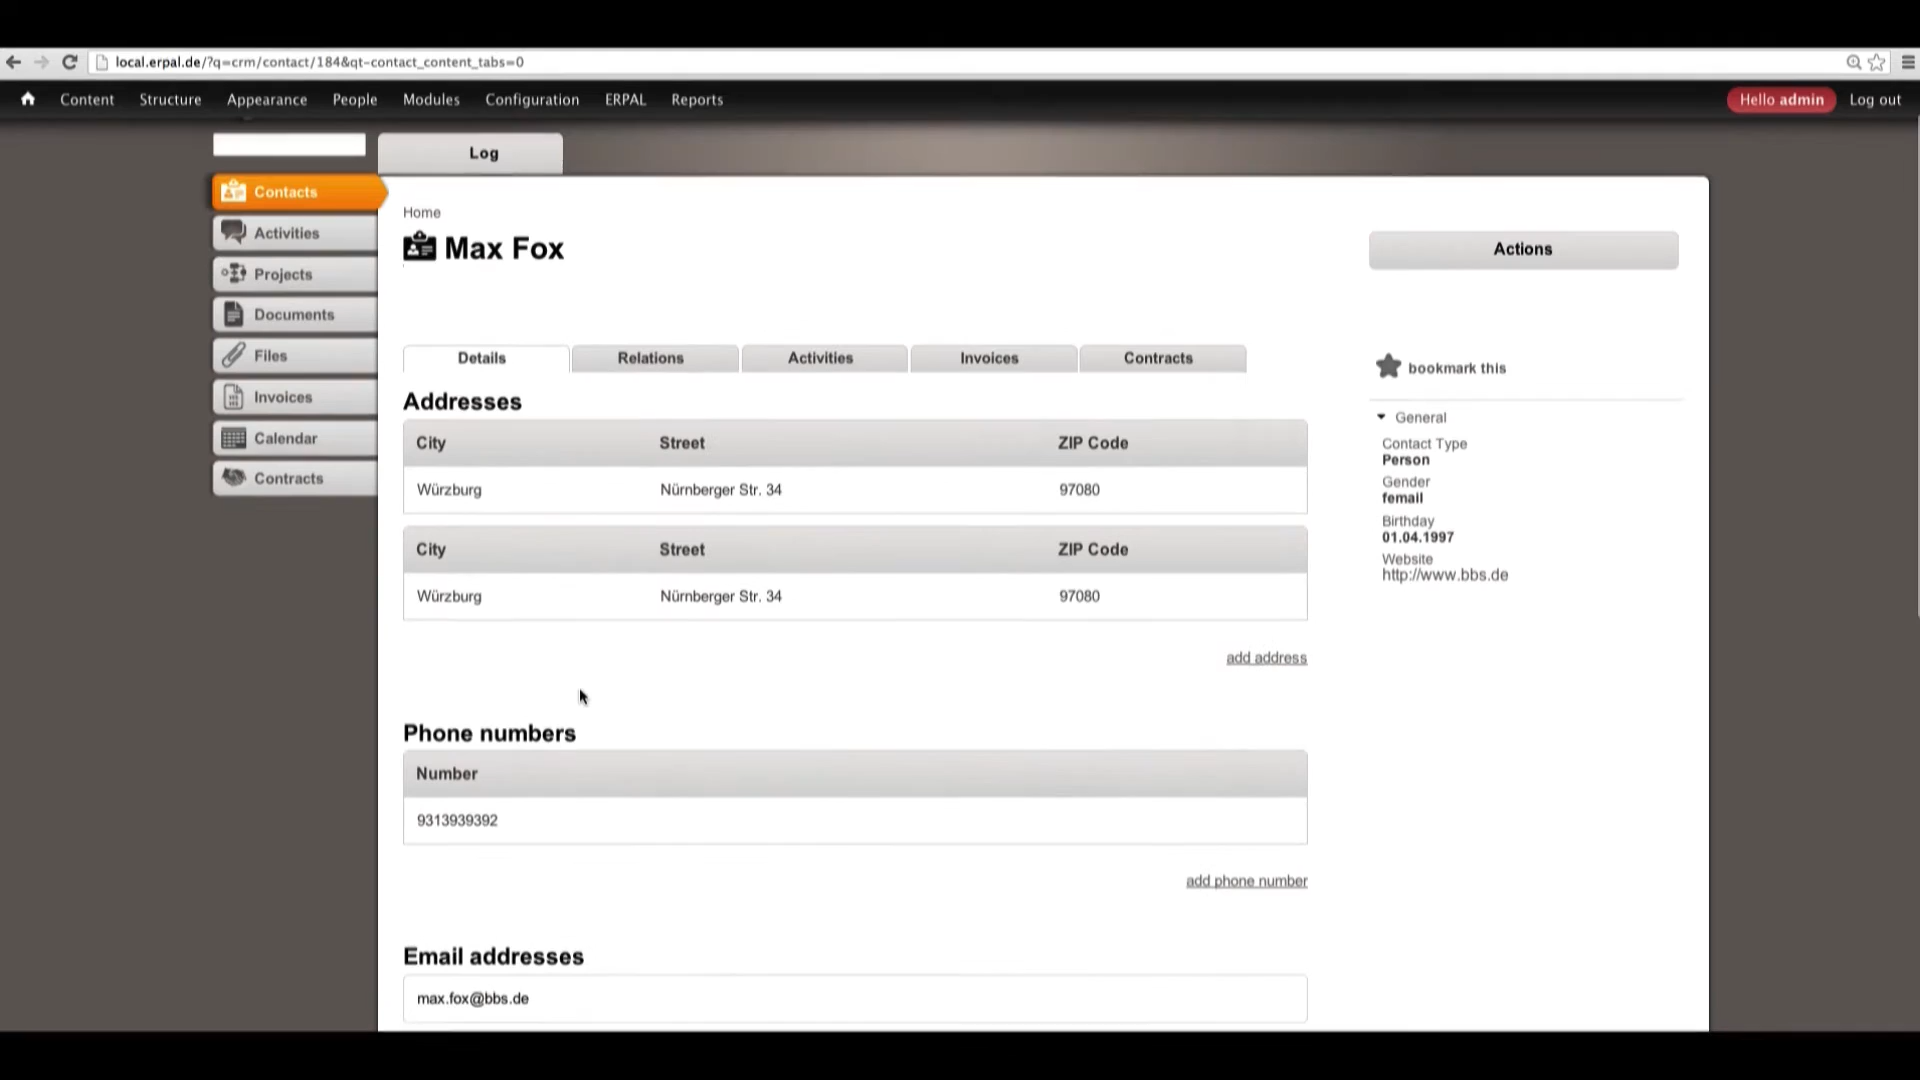 local.erpal.de/?q=crm/contact/184&qt-contact_content_tabs=0
Content Structure Appearance People Modules Configuration ERPAL Reports Hello admin Log out
Log
Contacts
Activities
Projects
Documents
Files
Invoices
Calendar
Contracts
Home
Max Fox
Actions
Details Relations Activities Invoices Contracts
bookmark this
General
Contact Type
Person
Gender
femail
Birthday
01.04.1997
Website
http://www.bbs.de
Addresses
City Street ZIP Code
Würzburg Nürnberger Str. 34 97080
City Street ZIP Code
Würzburg Nürnberger Str. 34 97080
add address
Phone numbers
Number
9313939392
add phone number
Email addresses
max.fox@bbs.de